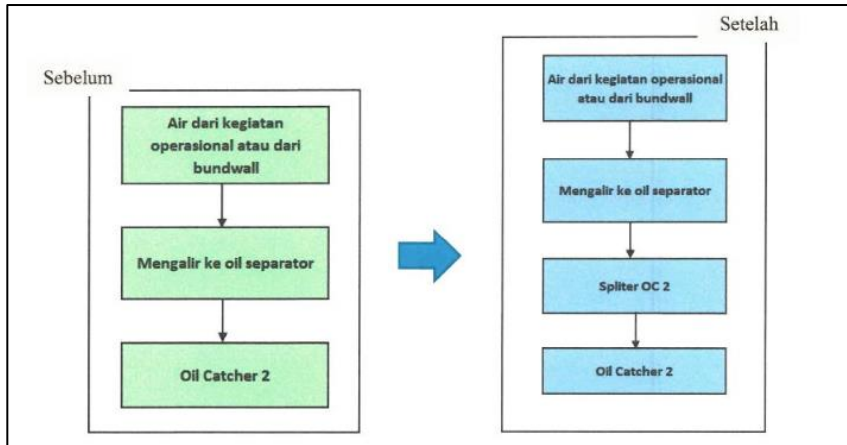 Sebelum
Air dari kegiatan
operasional atau dari
bundwall
Mengalir ke oil separator
Oil Catcher 2
Setelah
Air dari kegiatan operasional
atau dari bundwall
Mengalir ke oil separator
Spliter OC 2
Oil Catcher 2